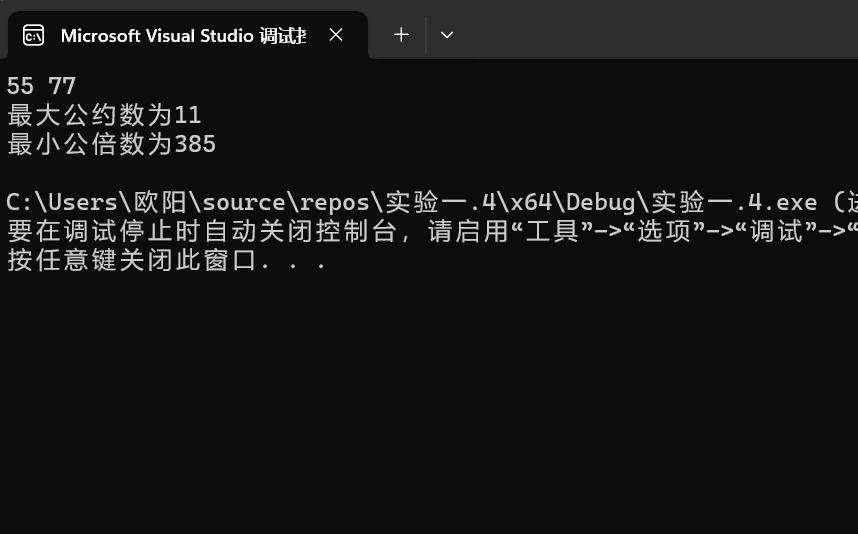 Microsoft Visual Studio 调试
55 77
最大公约数为11
最小公倍数为385
C:\Users\欧阳\source\repos\实验一.4\x64\Debug\实验一.4.exe (
要在调试停止时自动关闭控制台，请启用“工具”->“选项”->“调试”->“
按任意键关闭此窗口. . .